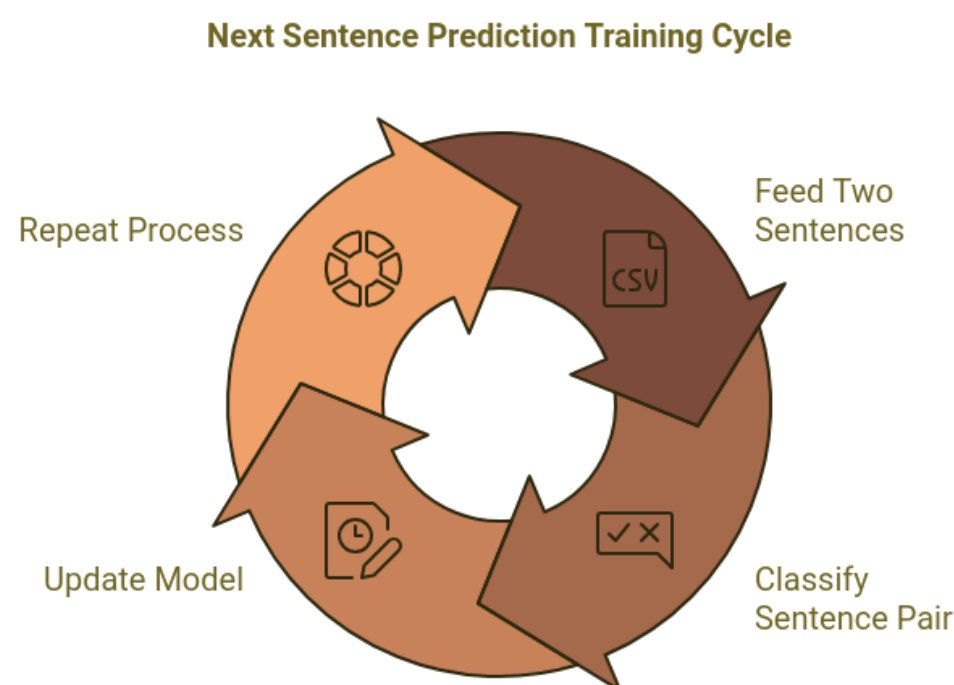 Next Sentence Prediction Training Cycle
Feed Two
Sentences
Repeat Process
CSV
Update Model
Classify
Sentence Pair